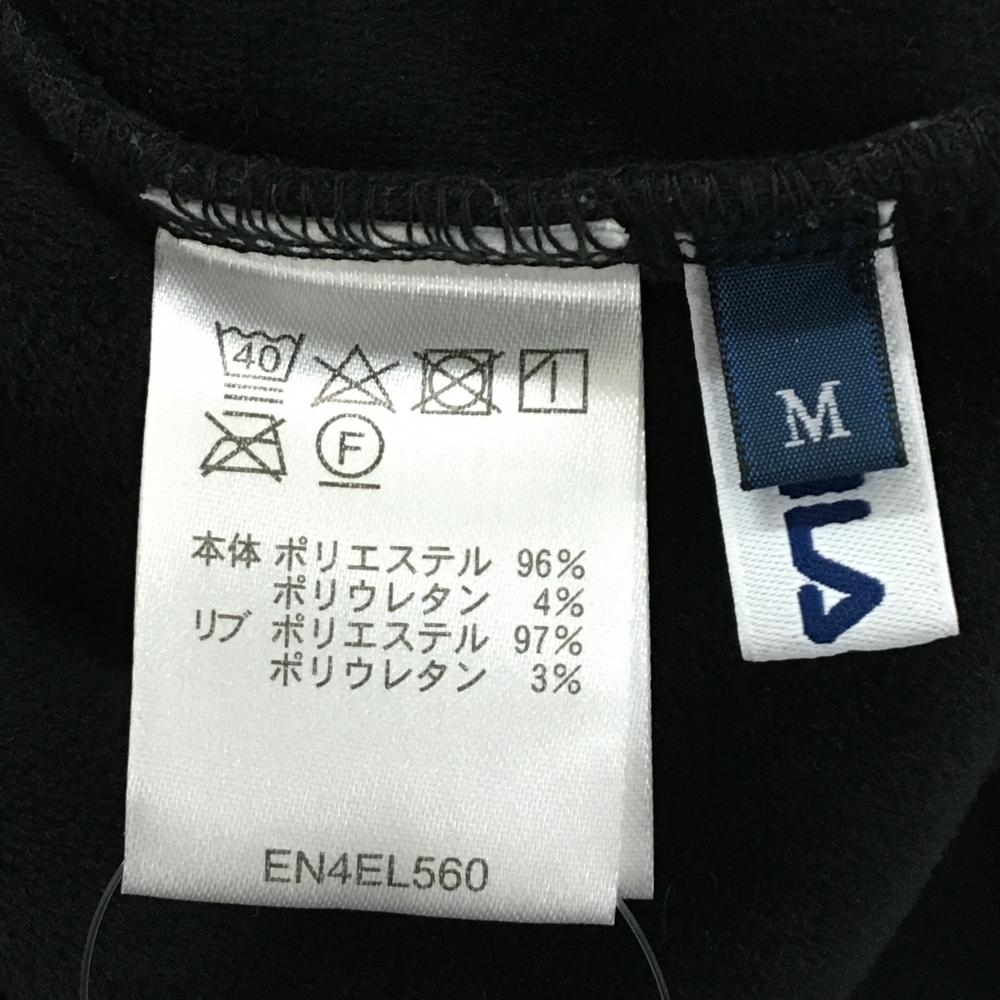 40
F
本体 ポリエステル 96%
ポリウレタン 4%
リブ ポリエステル 97%
ポリウレタン 3%
EN4EL560
M